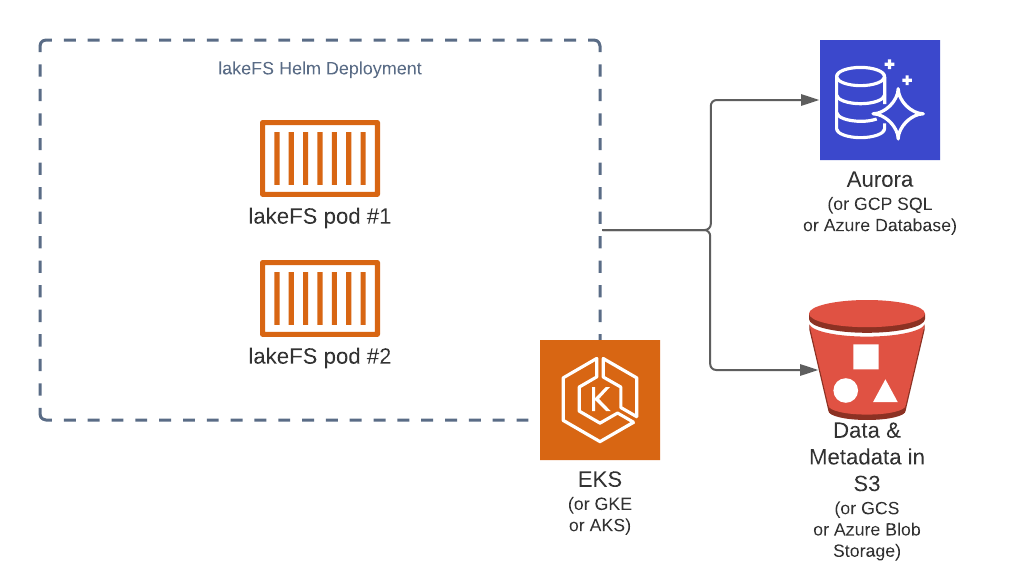 lakeFS Helm Deployment
lakeFS pod #1
lakeFS pod #2
K
EKS
(or GKE
or AKS)
Aurora
(or GCP SQL
or Azure Database)
Data &
Metadata in
S3
(or GCS
or Azure Blob
Storage)